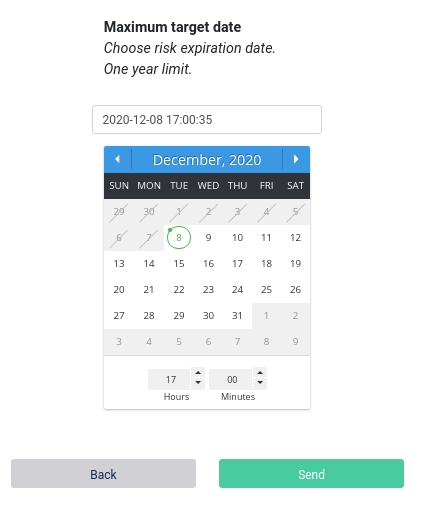 Maximum target date
Choose risk expiration date.
One year limit.
2020-12-08 17:00:35
December, 2020
SUN MON TUE WED THU FRI SAT
29 30 1 2 3 4 5
6 7 8 9 10 11 12
13 14 15 16 17 18 19
20 21 22 23 24 25 26
27 28 29 30 31 1 2
3 4 5 6 7 8 9
17 00
Hours Minutes
Back Send